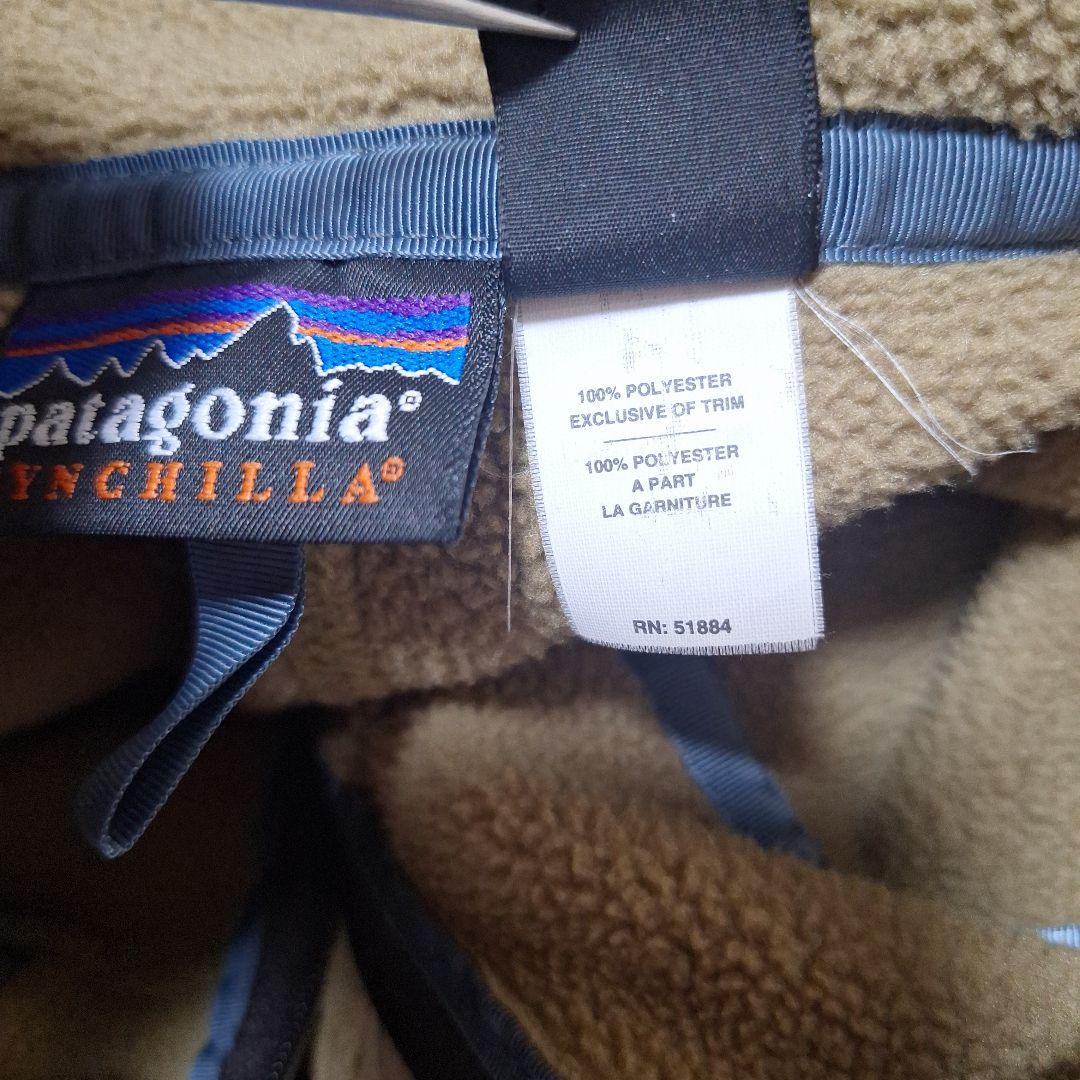 patagonia®
YNCHILLA®
100% POLYESTER
EXCLUSIVE OF TRIM
100% POLYESTER
A PART
LA GARNITURE
RN: 51884